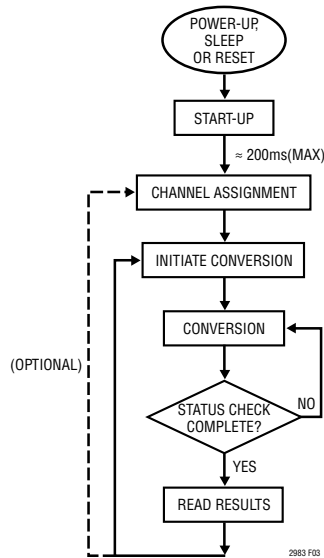 POWER-UP,
SLEEP
OR RESET
START-UP
≈ 200ms(MAX)
CHANNEL ASSIGNMENT
INITIATE CONVERSION
CONVERSION
(OPTIONAL)
STATUS CHECK
COMPLETE?
NO
YES
READ RESULTS
2983 F03